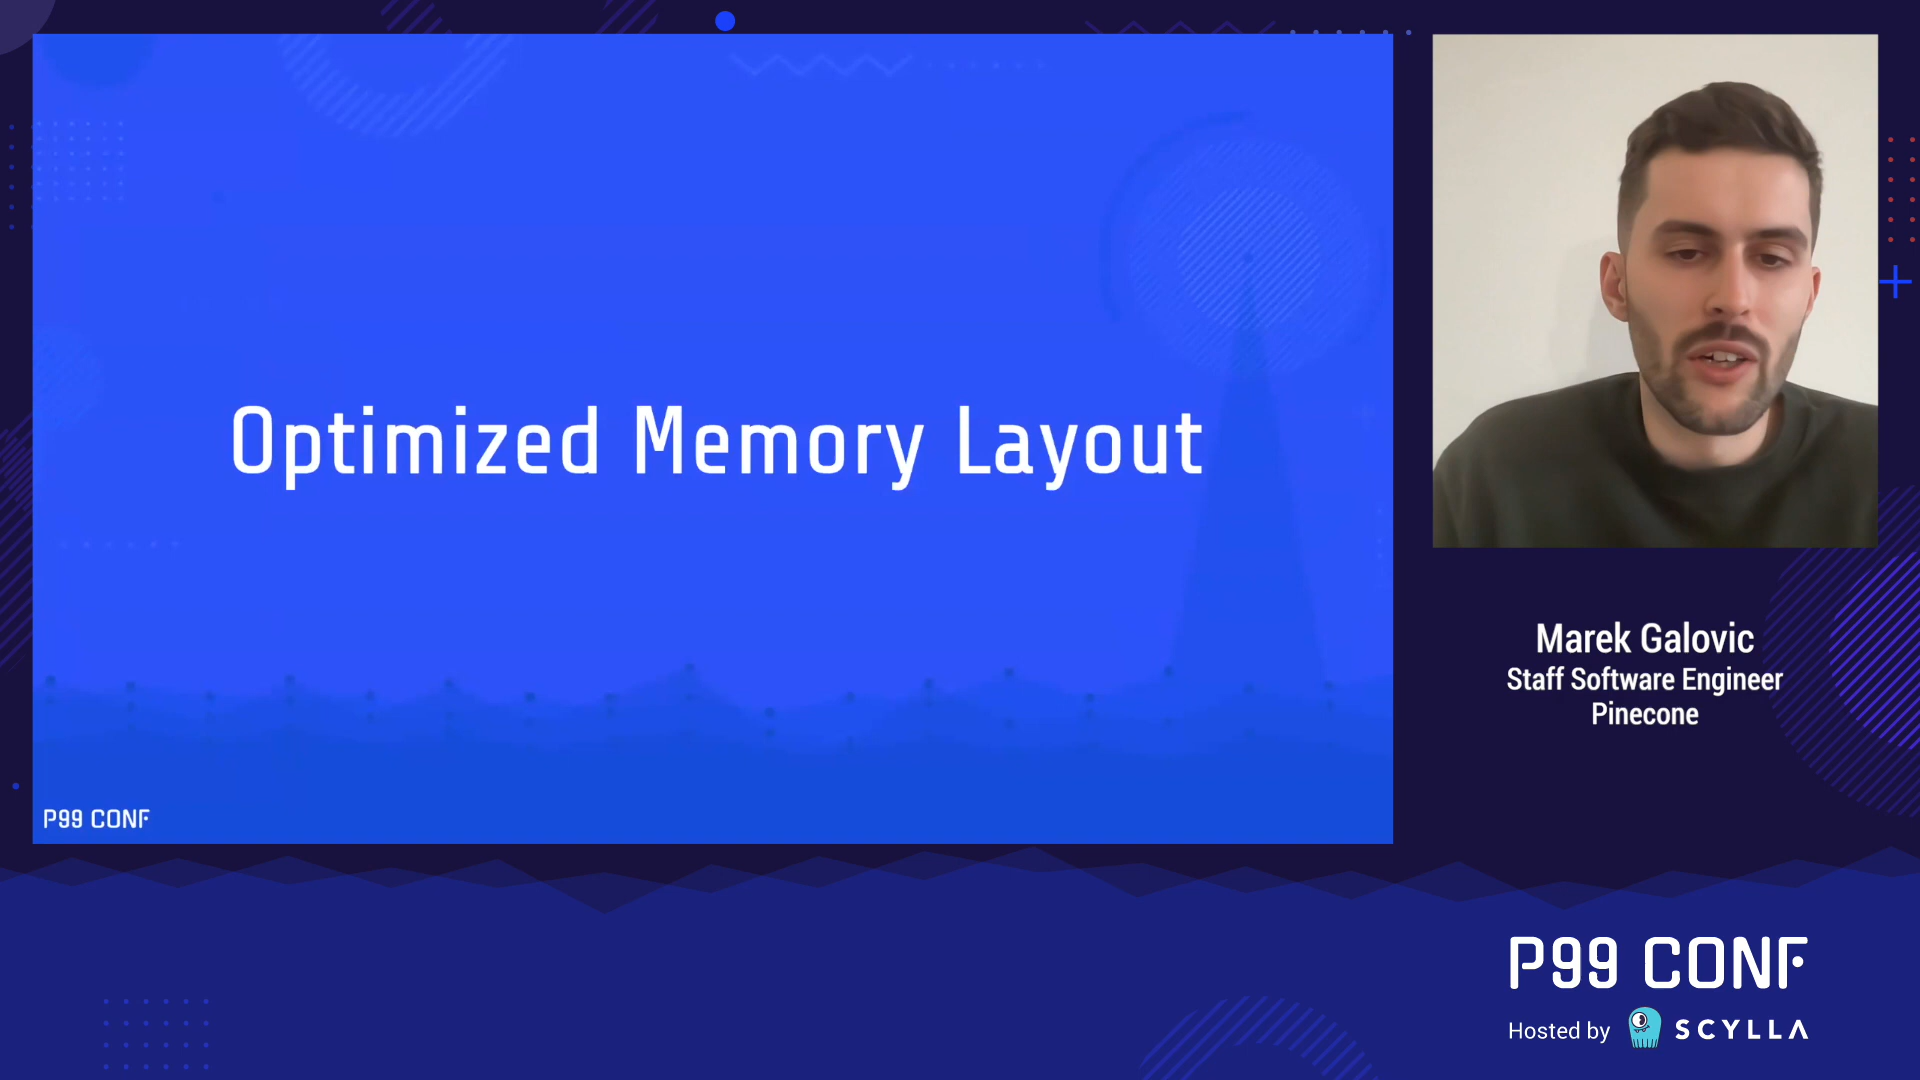 Optimized Memory Layout
P99 CONF
Marek Galovic
Staff Software Engineer
Pinecone
P99 CONF
Hosted by SCYLLA